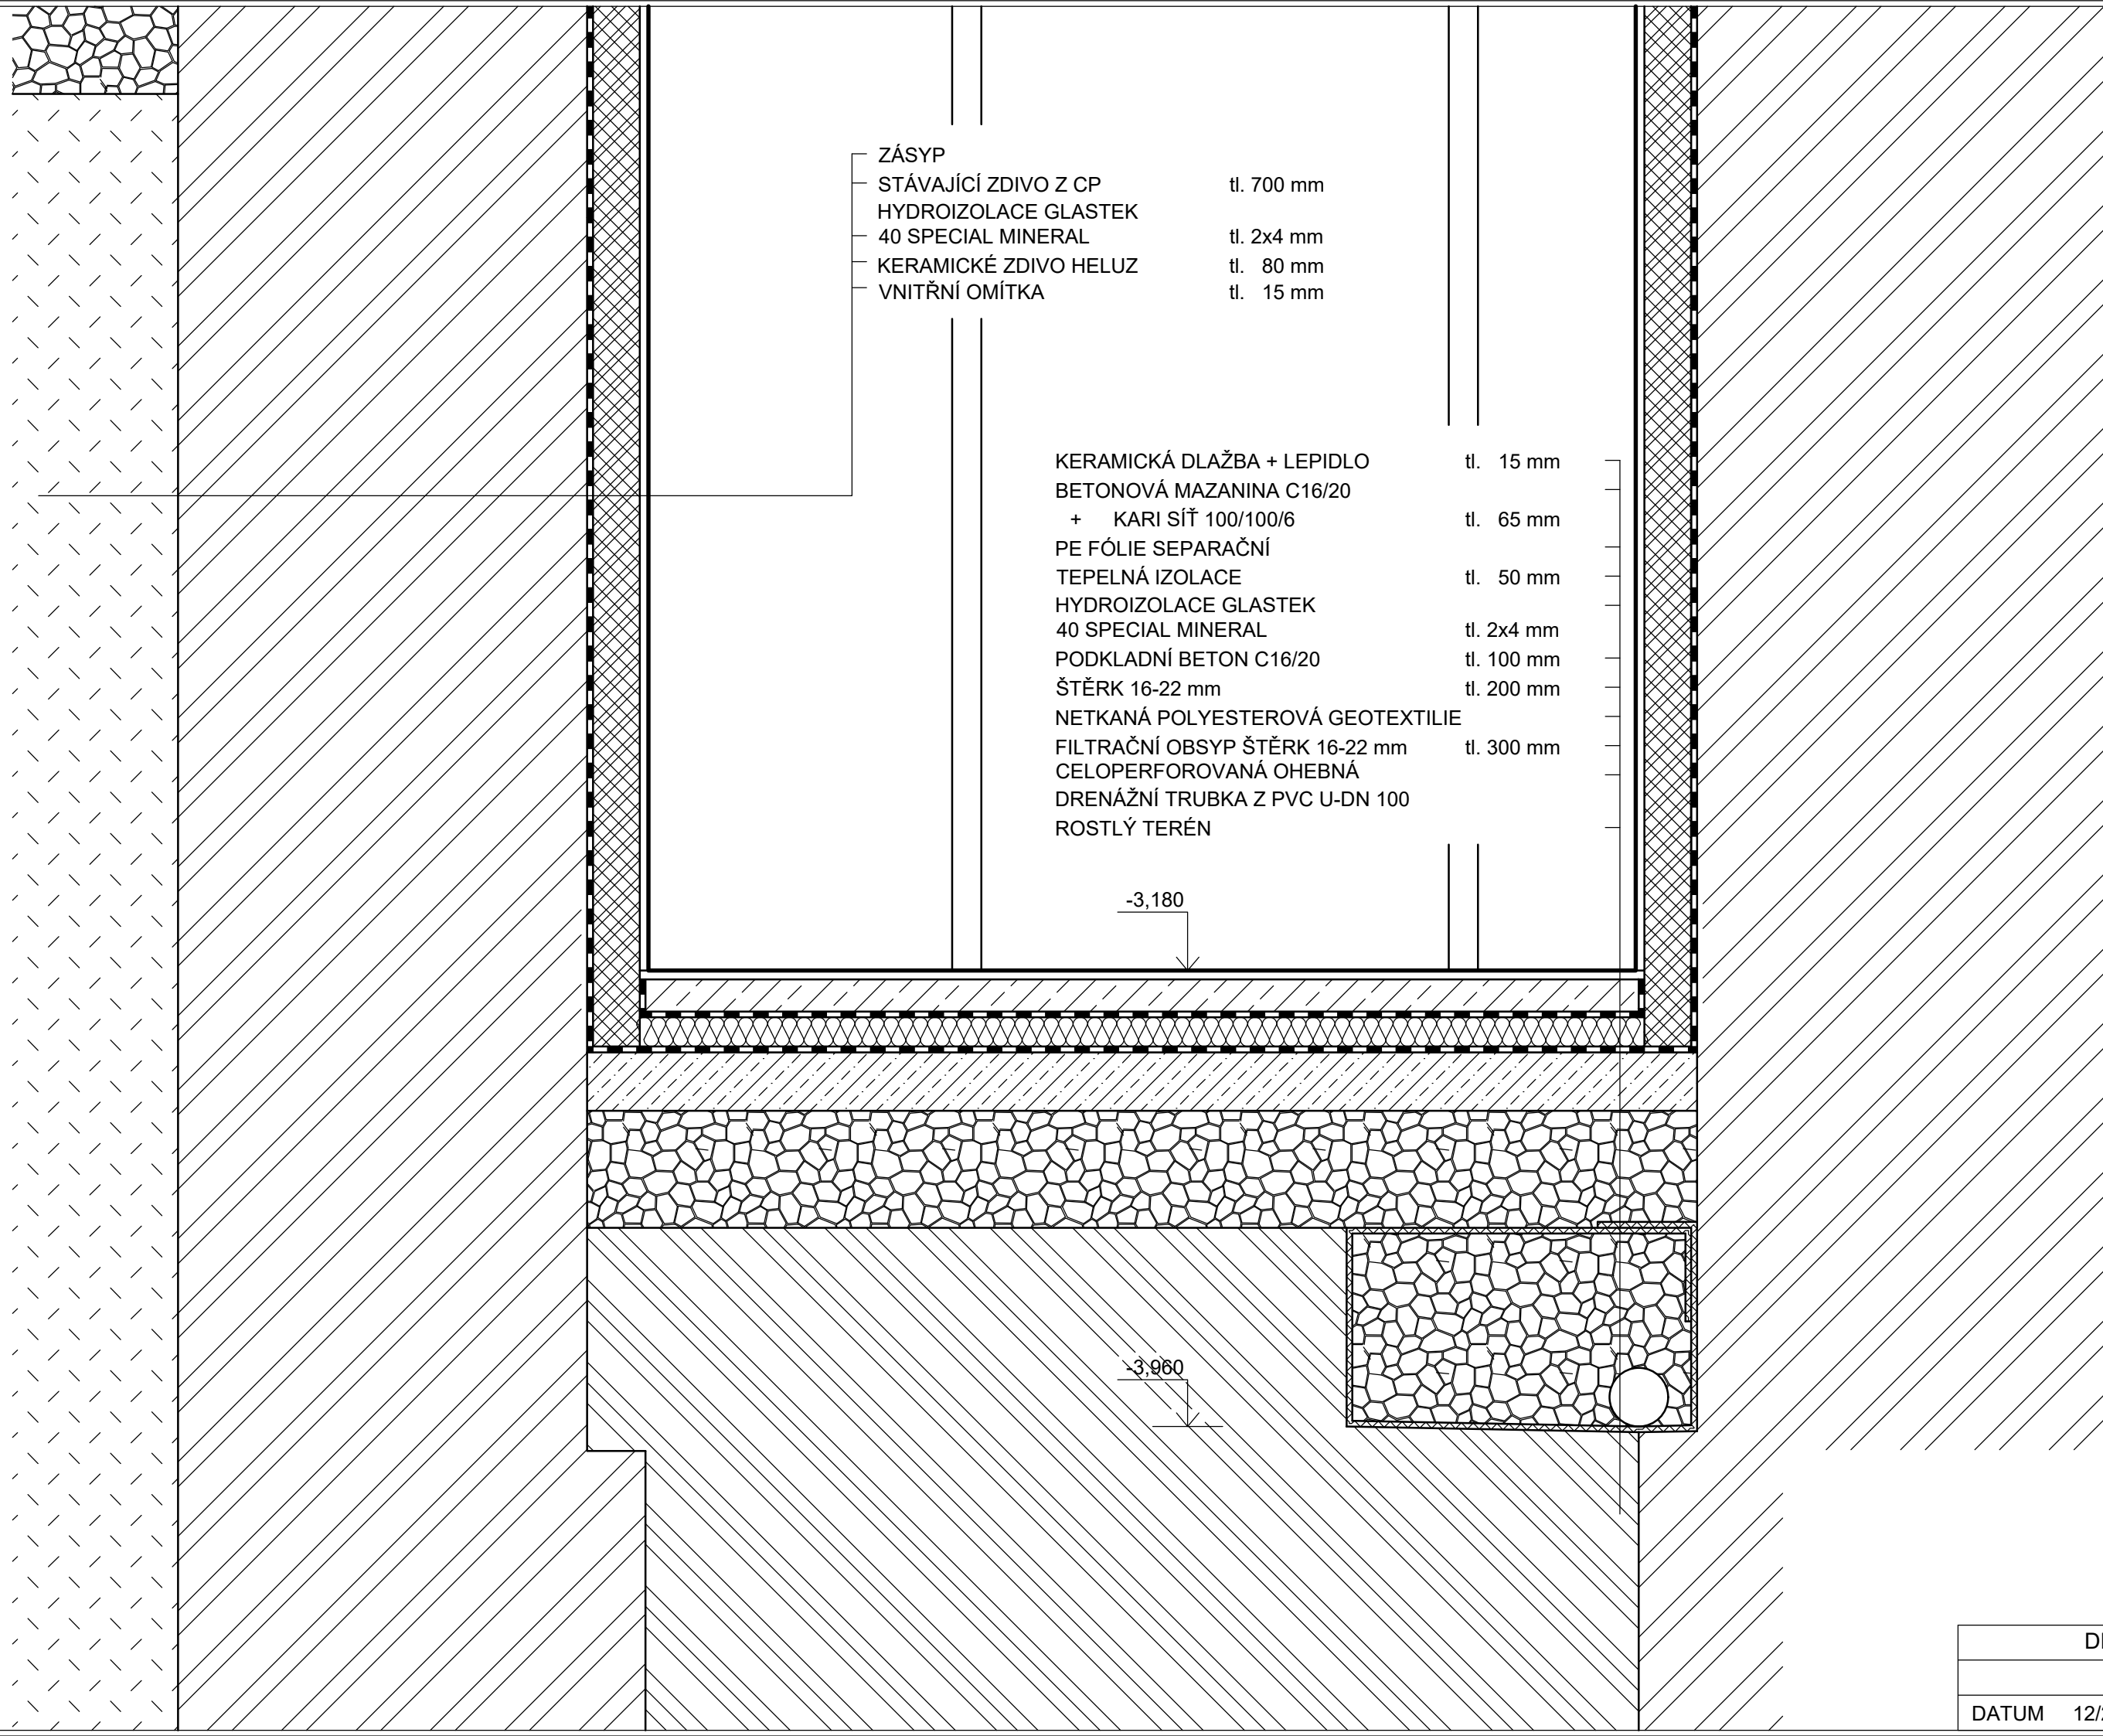 ZÁSYP
STÁVAJÍCÍ ZDIVO Z CP tl. 700 mm
HYDROIZOLACE GLASTEK
40 SPECIAL MINERAL tl. 2x4 mm
KERAMICKÉ ZDIVO HELUZ tl. 80 mm
VNITŘNÍ OMÍTKA tl. 15 mm
KERAMICKÁ DLAŽBA + LEPIDLO tl. 15 mm
BETONOVÁ MAZANINA C16/20
+ KARI SÍŤ 100/100/6 tl. 65 mm
PE FÓLIE SEPARAČNÍ
TEPELNÁ IZOLACE tl. 50 mm
HYDROIZOLACE GLASTEK
40 SPECIAL MINERAL tl. 2x4 mm
PODKLADNÍ BETON C16/20 tl. 100 mm
ŠTĚRK 16-22 mm tl. 200 mm
NETKANÁ POLYESTEROVÁ GEOTEXTILIE
FILTRAČNÍ OBSYP ŠTĚRK 16-22 mm tl. 300 mm
CELOPERFOROVANÁ OHEBNÁ
DRENÁŽNÍ TRUBKA Z PVC U-DN 100
ROSTLÝ TERÉN
-3,180
-3,960
DATUM 12/